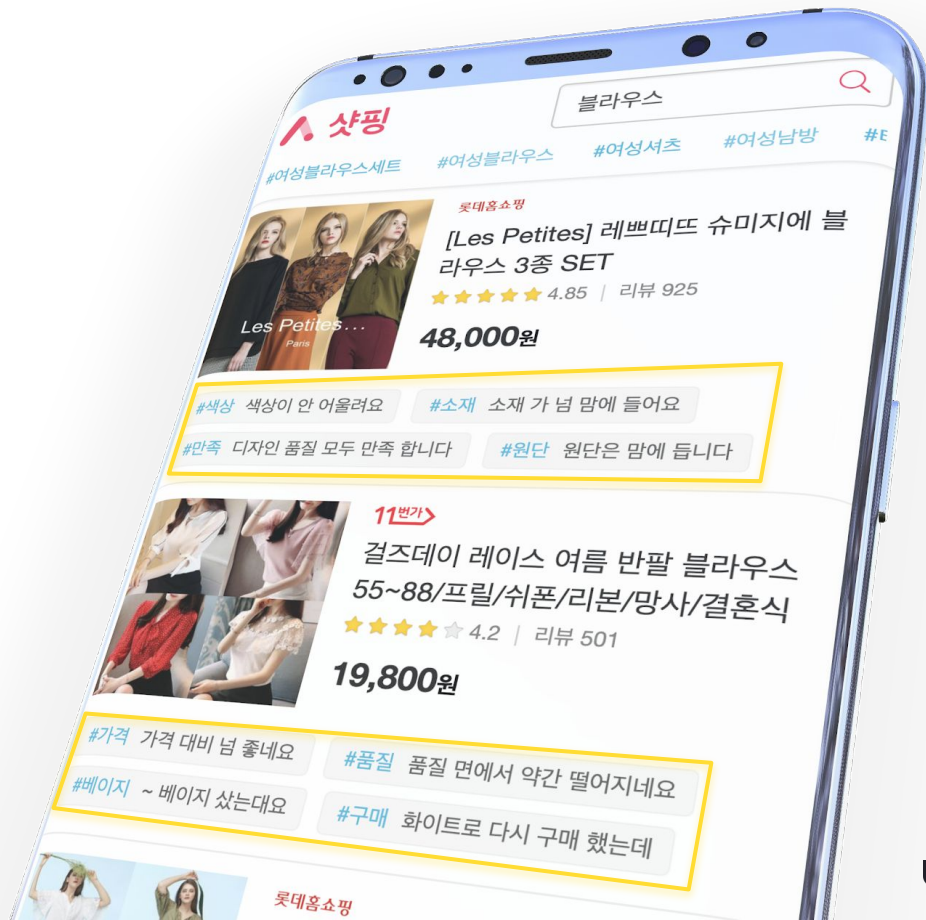 샷핑
블라우스
#여성블라우스세트 #여성블라우스 #여성셔츠 #여성남방
롯데홈쇼핑
[Les Petites] 레쁘띠뜨 슈미지에 블
라우스 3종 SET
4.85 | 리뷰 925
48,000원
Les Petites...
Paris
#색상 색상이 안 어울려요 #소재 소재 가 넘 맘에 들어요
#만족 디자인 품질 모두 만족 합니다 #원단 원단은 맘에 듭니다
11번가
걸즈데이 레이스 여름 반팔 블라우스
55~88/프릴/쉬폰/리본/망사/결혼식
4.2 | 리뷰 501
19,800원
#가격 가격 대비 넘 좋네요 #품질 품질 면에서 약간 떨어지네요
#베이지 ~ 베이지 샀는대요 #구매 화이트로 다시 구매 했는데
롯데홈쇼핑